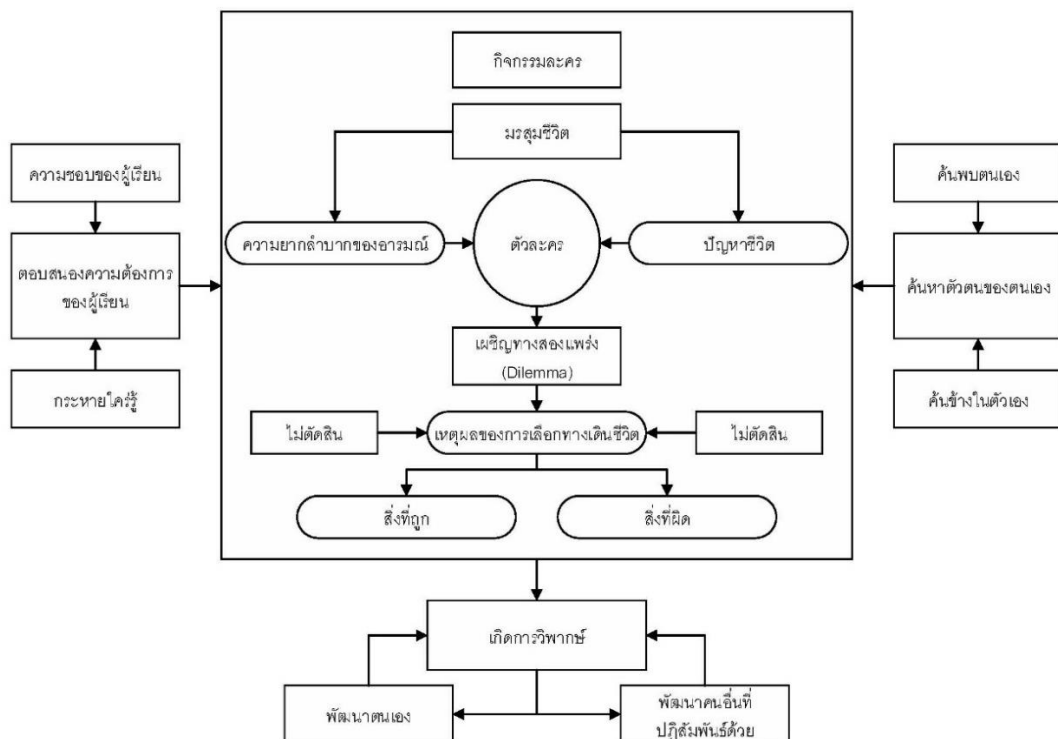 กิจกรรมละคร
มรสุมชีวิต
ความชอบของผู้เรียน
ค้นพบตนเอง
ความยากลำบากของอารมณ์
ตัวละคร
ปัญหาชีวิต
ตอบสนองความต้องการ
ของผู้เรียน
ค้นหาตัวตนของตนเอง
เผชิญทางสองแพร่ง
(Dilemma)
กระหายใคร่รู้
ค้นข้างในตัวเอง
ไม่ตัดสิน
เหตุผลของการเลือกทางเดินชีวิต
ไม่ตัดสิน
สิ่งที่ถูก
สิ่งที่ผิด
เกิดการวิพากษ์
พัฒนาตนเอง
พัฒนาคนอื่นที่
ปฏิสัมพันธ์ด้วย